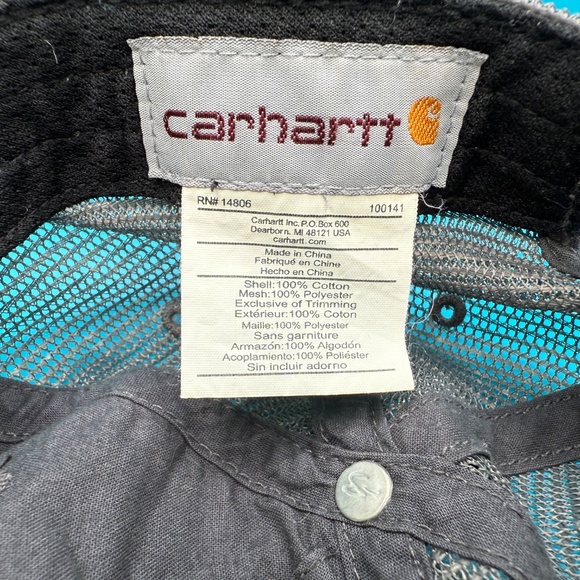 carhartt
RN# 14806 100141
Carhartt Inc. P.O.Box 600
Dearborn. MI 48121 USA
carhartt. com
Made in China
Fabriqué en Chine
Hecho en China
Shell:100% Cotton
Mesh:100% Polyester
Exclusive of Trimming
Extérieur:100% Coton
Maille:100% Polyester
Sans garniture
Armazón:100% Algodón
Acoplamiento:100% Poliéster
Sin incluir adorno